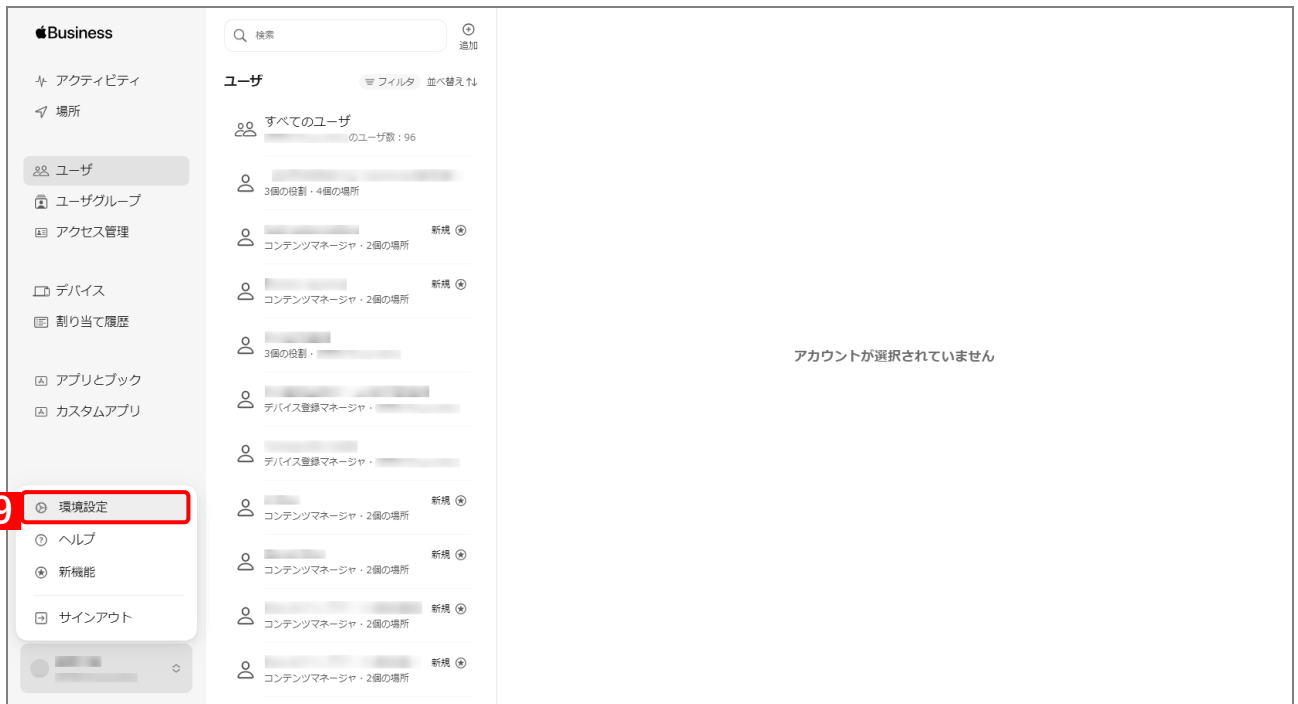 Business
アクティビティ
場所
ユーザ
ユーザグループ
アクセス管理
デバイス
割り当て履歴
アプリとブック
カスタムアプリ
9
環境設定
ヘルプ
新機能
サインアウト
検索
追加
ユーザ
フィルタ 並べ替え↑↓
すべてのユーザ
のユーザ数：96
3個の役割・4個の場所
新規
コンテンツマネージャ・2個の場所
新規
コンテンツマネージャ・2個の場所
3個の役割・
デバイス登録マネージャ・
デバイス登録マネージャ・
新規
コンテンツマネージャ・2個の場所
新規
コンテンツマネージャ・2個の場所
新規
コンテンツマネージャ・2個の場所
新規
コンテンツマネージャ・2個の場所
アカウントが選択されていません